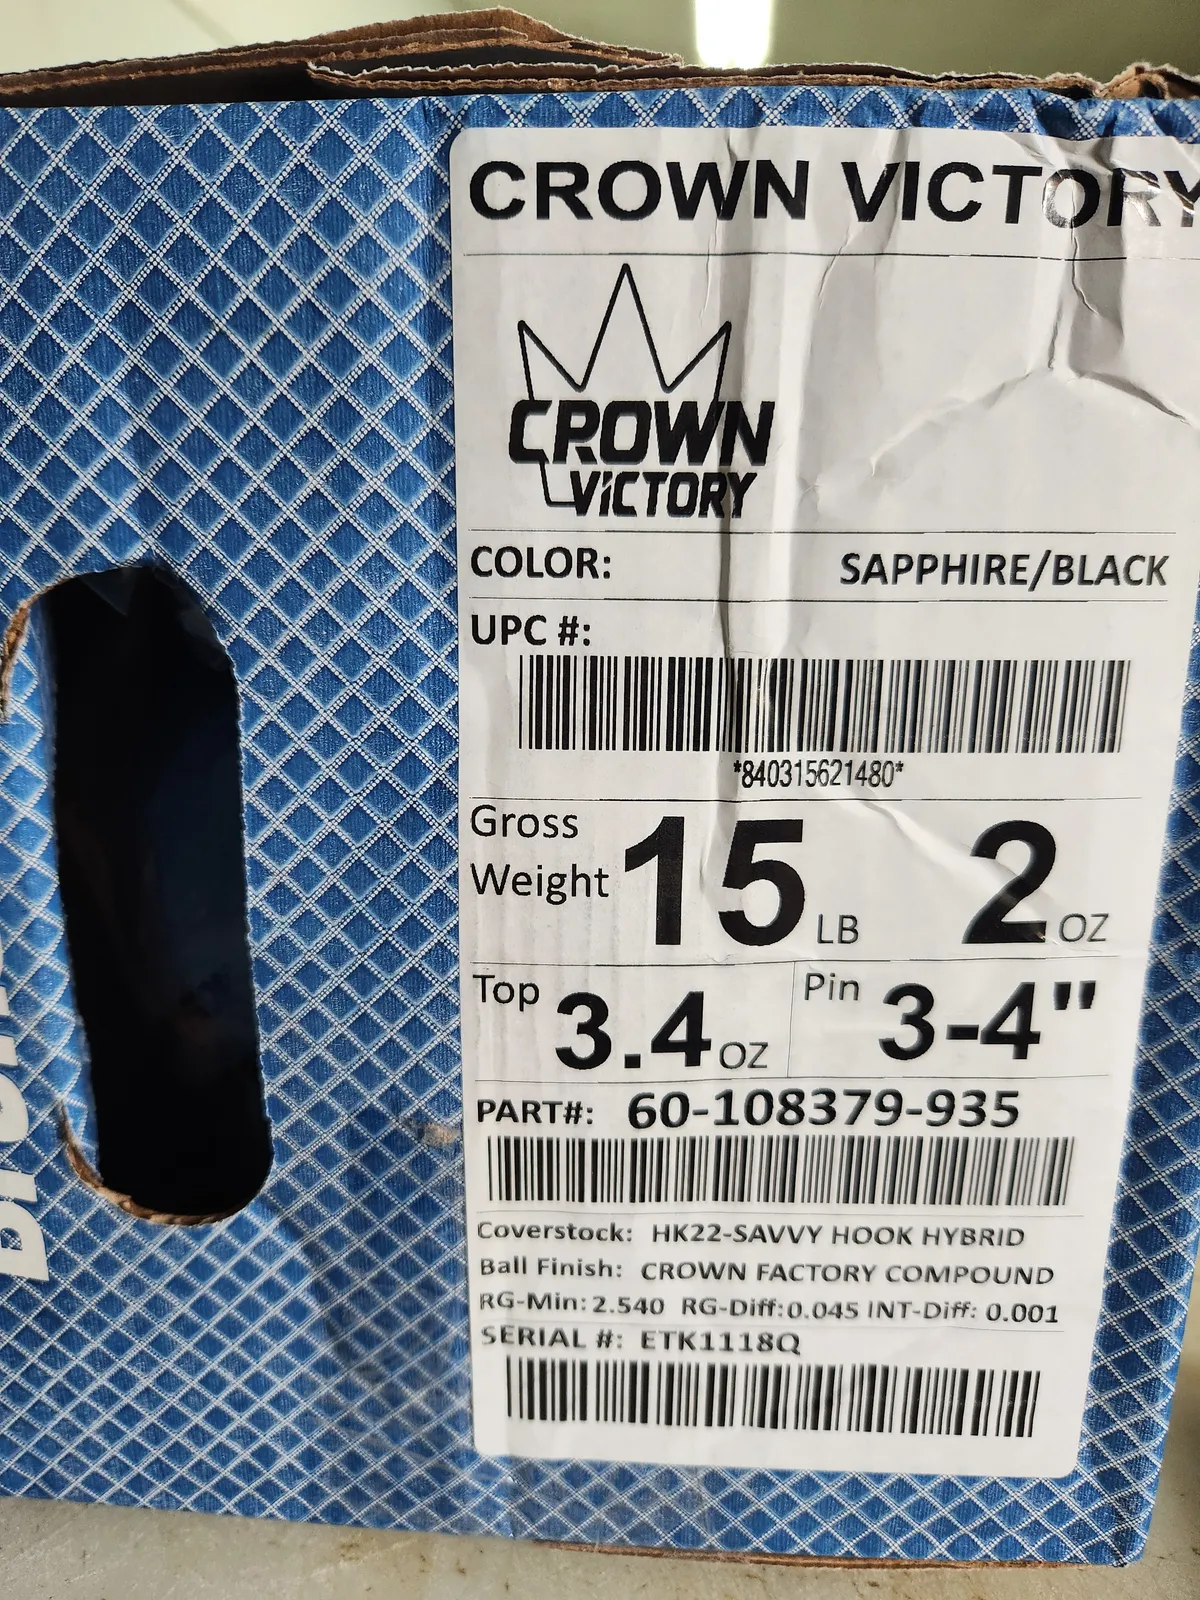 CROWN VICTORY
CROWN
ViCTORY
COLOR: SAPPHIRE/BLACK
UPC #:
*840315621480*
Gross Weight 15 LB 2 OZ
Top 3.4 OZ Pin 3-4"
PART#: 60-108379-935
Coverstock: HK22-SAVVY HOOK HYBRID
Ball Finish: CROWN FACTORY COMPOUND
RG-Min: 2.540 RG-Diff: 0.045 INT-Diff: 0.001
SERIAL #: ETK1118Q